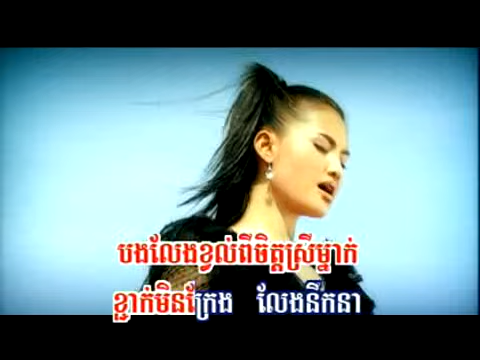 បងលែងខ្វល់ពីចិត្តស្រីម្នាក់
ខ្ជាក់មិនក្រែង លែងនឹកនា